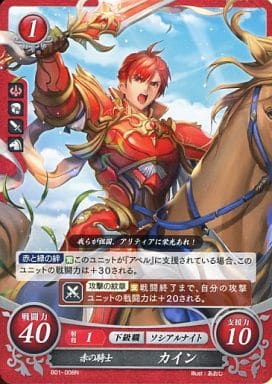 1
我らが祖国、アリティアに栄光あれ!
赤と緑の絆 常このユニットが『アベル』に支援されている場合、この
ユニットの戦闘力は+30される。
攻撃の紋章 支戦闘終了まで、自分の攻撃
ユニットの戦闘力は+20される。
戦闘力
40
射程
1
下級職
ソシアルナイト
支援力
10
赤の騎士
カイン
B01-006N
Illust:あおじ